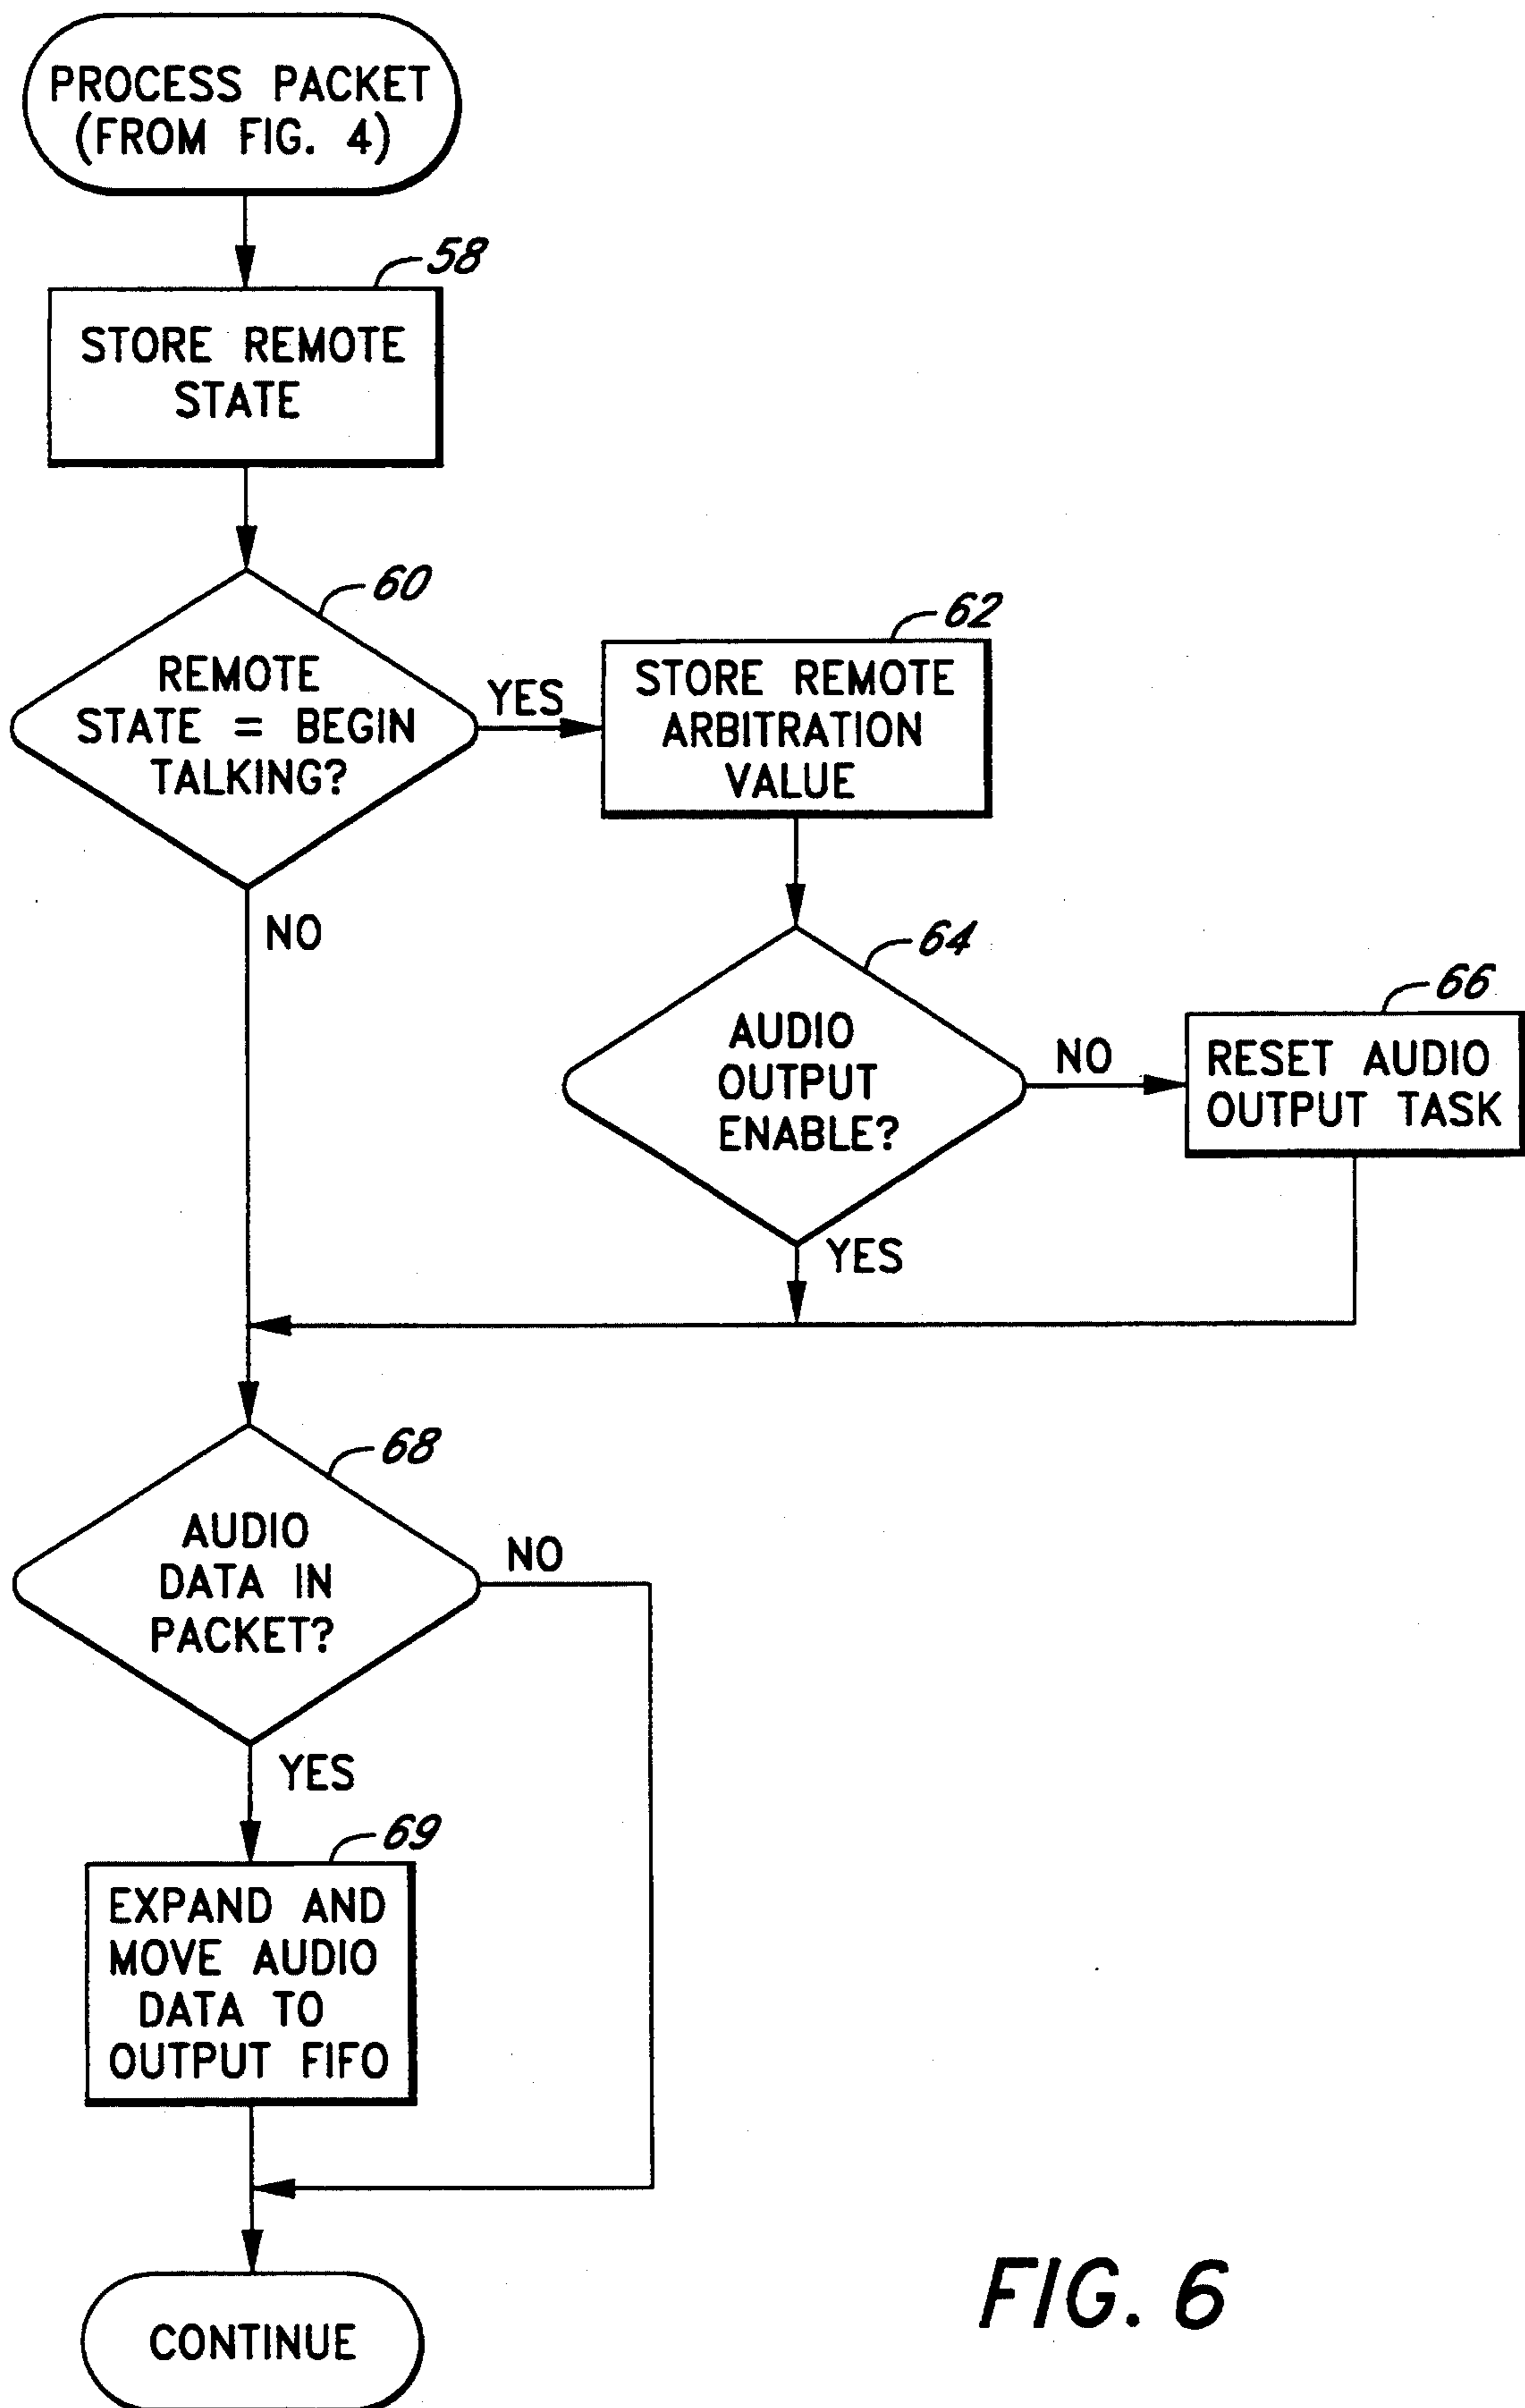 PROCESS PACKET
(FROM FIG. 4)
58
STORE REMOTE
STATE
60
REMOTE
STATE = BEGIN
TALKING?
YES
NO
62
STORE REMOTE
ARBITRATION
VALUE
64
AUDIO
OUTPUT
ENABLE?
NO
YES
66
RESET AUDIO
OUTPUT TASK
68
AUDIO
DATA IN
PACKET?
NO
YES
69
EXPAND AND
MOVE AUDIO
DATA TO
OUTPUT FIFO
CONTINUE
FIG. 6